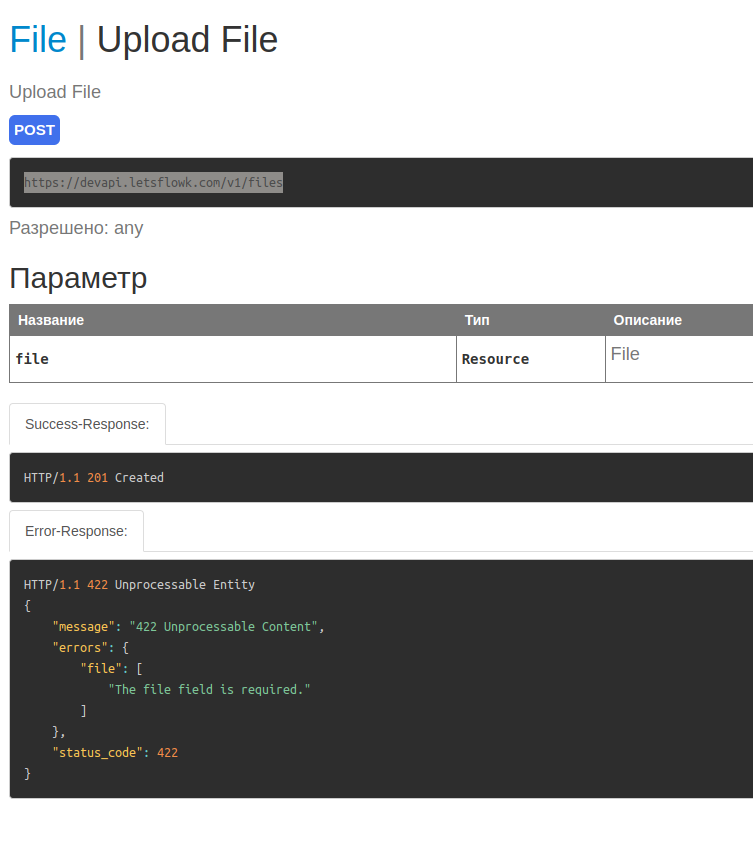 File | Upload File
Upload File
POST
https://devapi.letsflowk.com/v1/files
Разрешено: any
Параметр
Название Тип Описание
file Resource File
Success-Response:
HTTP/1.1 201 Created
Error-Response:
HTTP/1.1 422 Unprocessable Entity
{
    "message": "422 Unprocessable Content",
    "errors": {
        "file": [
            "The file field is required."
        ]
    },
    "status_code": 422
}